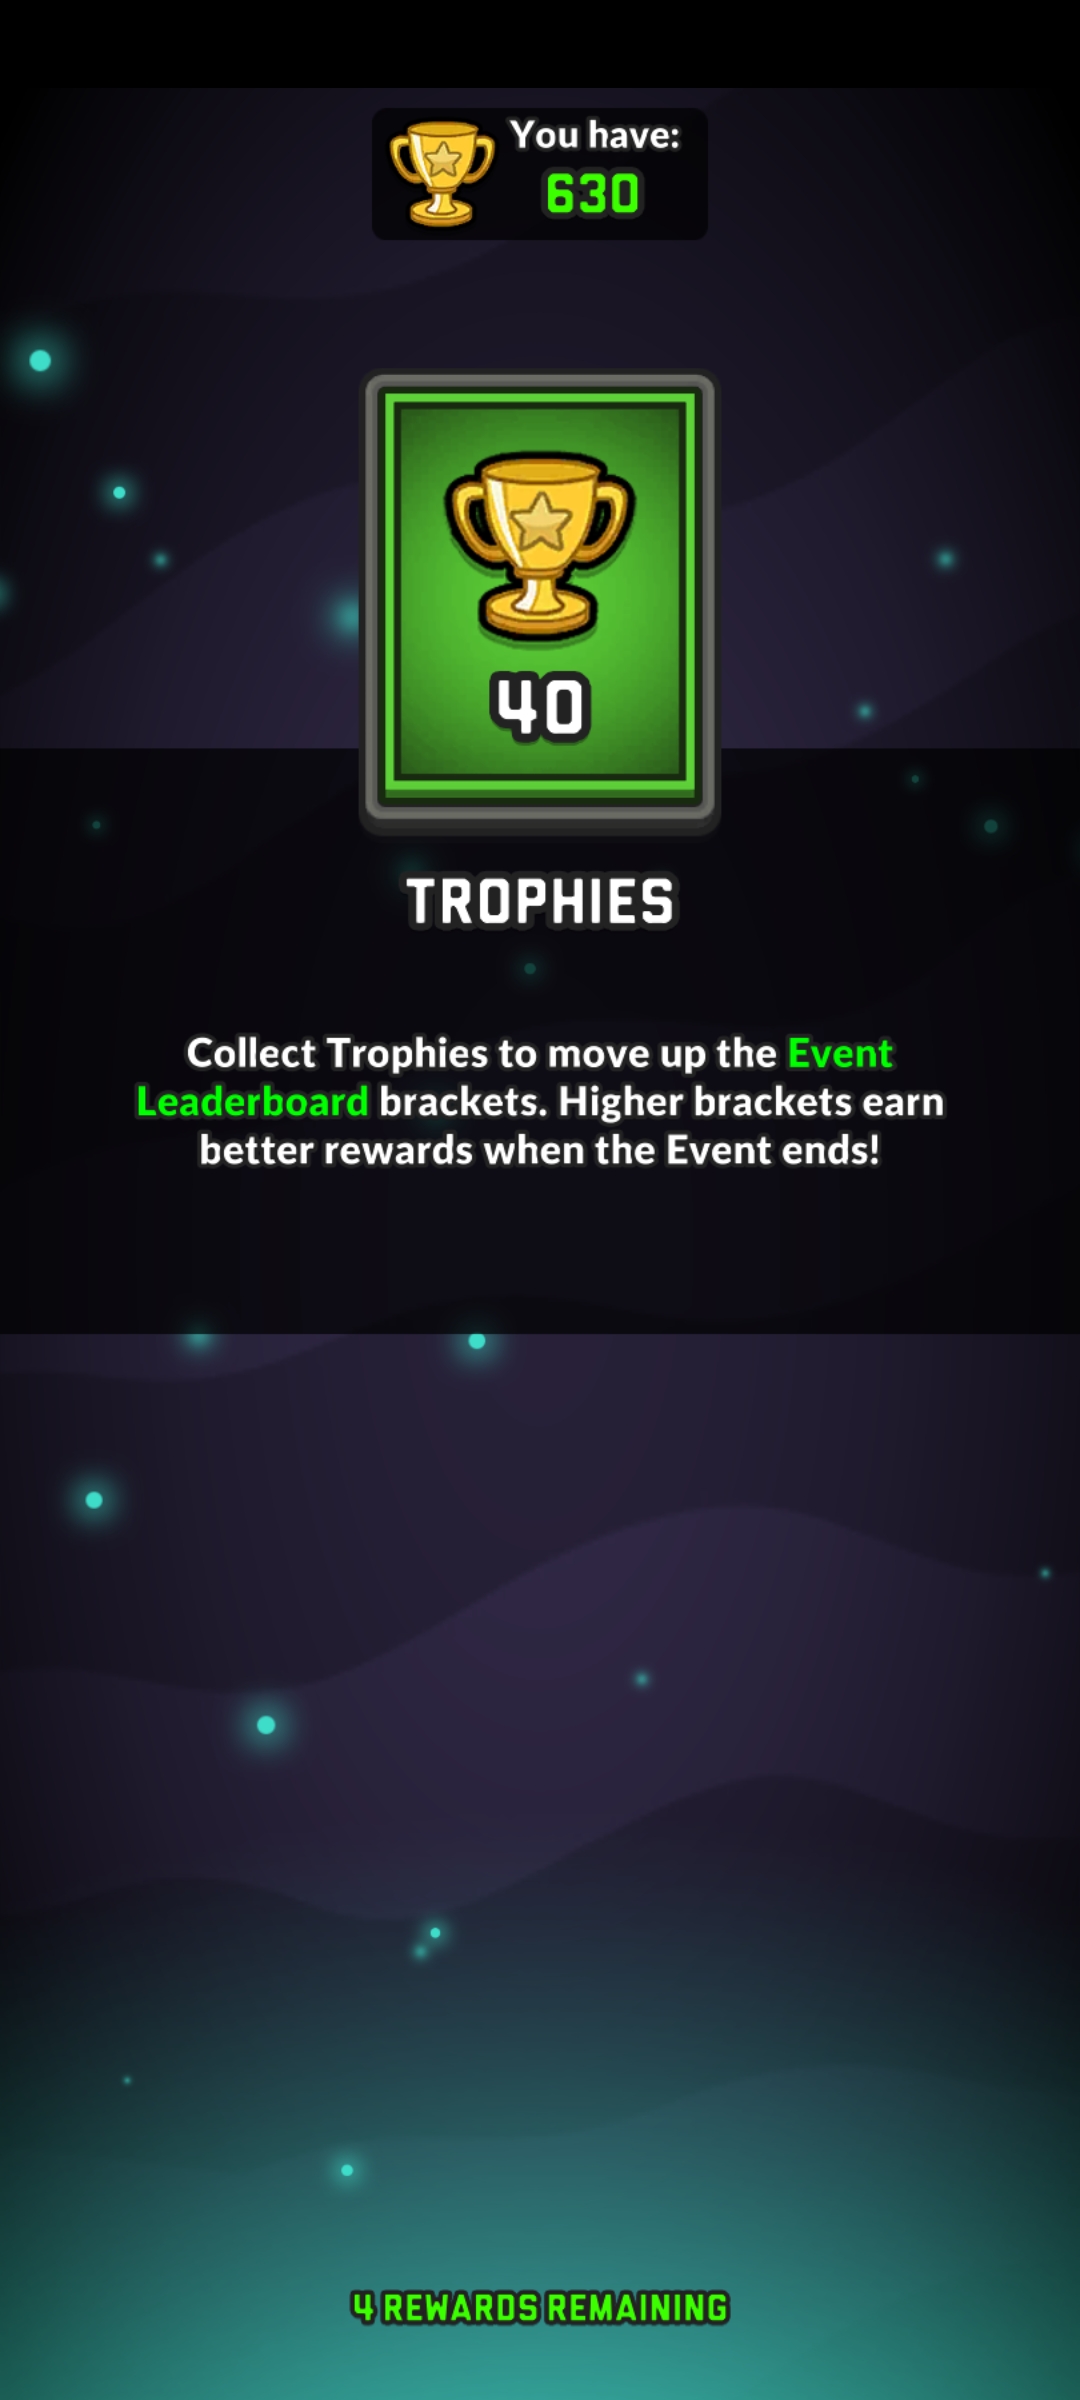 You have:
630
40
TROPHIES
Collect Trophies to move up the Event
Leaderboard brackets. Higher brackets earn
better rewards when the Event ends!
4 REWARDS REMAINING